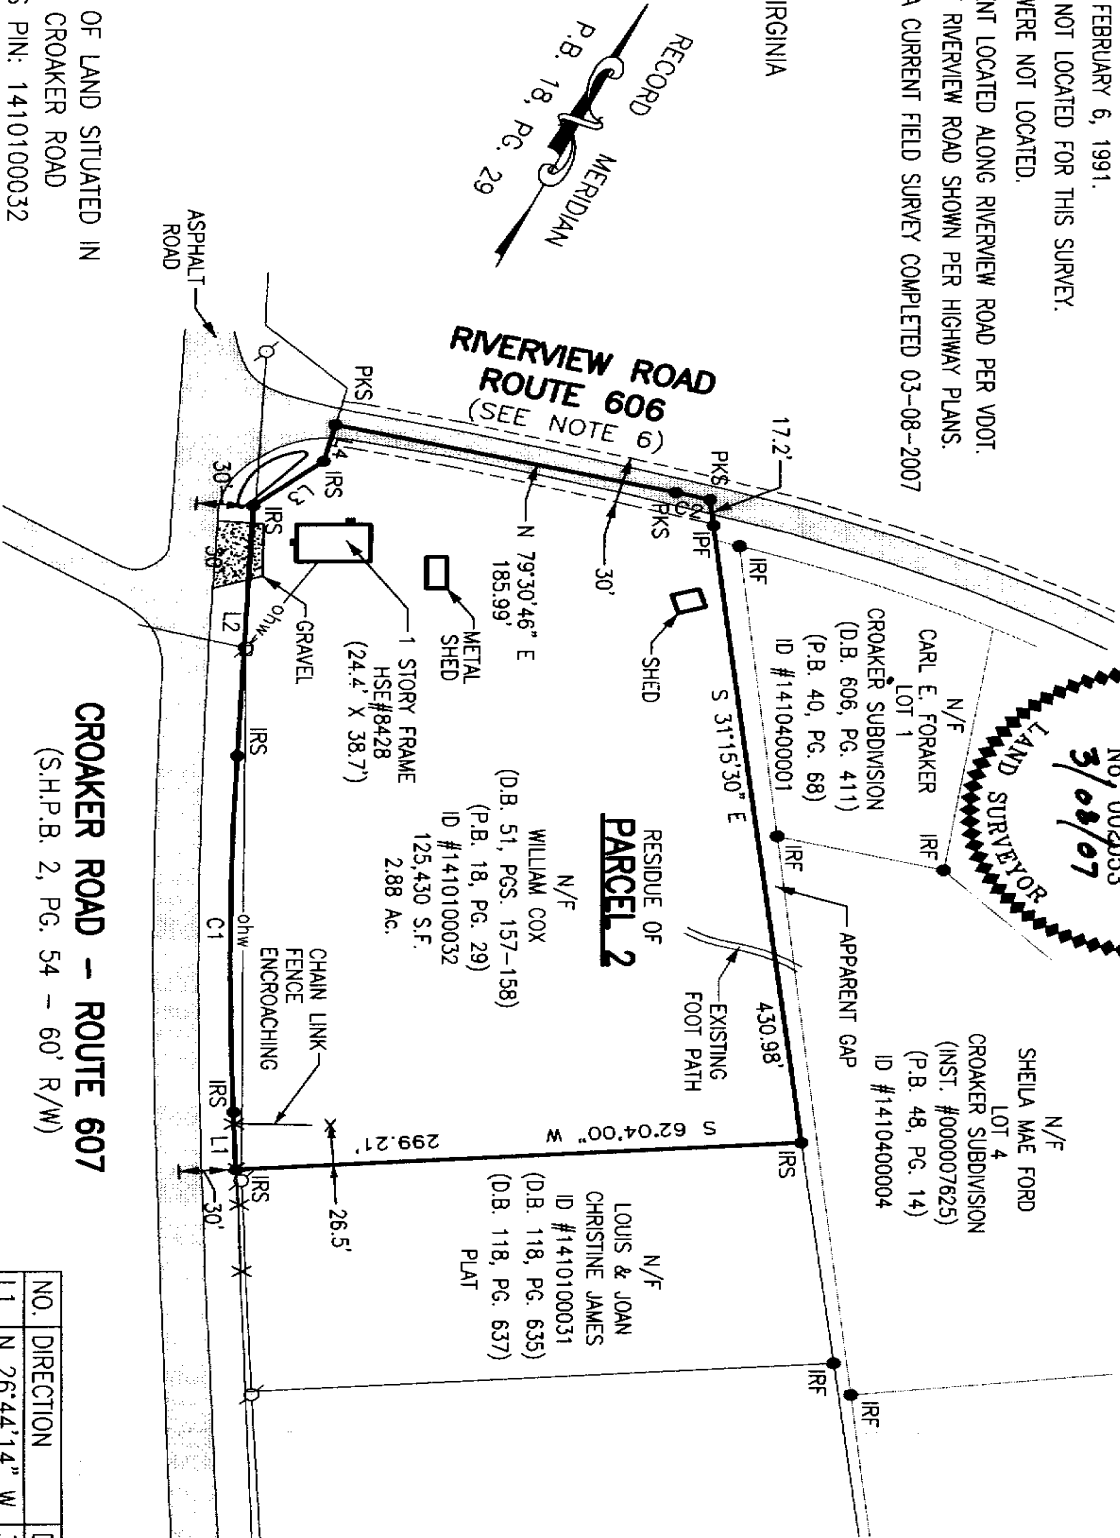 FEBRUARY 6, 1991.
NOT LOCATED FOR THIS SURVEY.
WERE NOT LOCATED.
ENT LOCATED ALONG RIVERVIEW ROAD PER VDOT.
RIVERVIEW ROAD SHOWN PER HIGHWAY PLANS.
A CURRENT FIELD SURVEY COMPLETED 03-08-2007
IRGINIA
RECORD MERIDIAN
P.B. 18, PG. 29
OF LAND SITUATED IN
CROAKER ROAD
S PIN: 1410100032
ASPHALT
ROAD
RIVERVIEW ROAD
ROUTE 606
(SEE NOTE 6)
PKS
L4
IRS
L3
IRS
30'
30'
N 79°30'46" E
185.99'
30'
PKS
C2
PKS
IPF
17.2'
IRF
SHED
METAL
SHED
1 STORY FRAME
HSE#8428
(24.4' X 38.7')
GRAVEL
ohw
L2
IRS
N/F
CARL E. FORAKER
LOT 1
CROAKER SUBDIVISION
(D.B. 606, PG. 411)
(P.B. 40, PG. 68)
ID #1410400001
S 31°15'30" E
430.98'
IRF
IRF
3/08/07
LAND SURVEYOR
APPARENT GAP
RESIDUE OF
PARCEL 2
N/F
WILLIAM COX
(D.B. 51, PGS. 157-158)
(P.B. 18, PG. 29)
ID #1410100032
125,430 S.F.
2.88 Ac.
EXISTING
FOOT PATH
N/F
SHEILA MAE FORD
LOT 4
CROAKER SUBDIVISION
(INST. #000007625)
(P.B. 48, PG. 14)
ID #1410400004
C1
ohw
CHAIN LINK
FENCE
ENCROACHING
IRS
L1
IRS
30'
26.5'
S 62°04'00" W
299.21'
IRS
N/F
LOUIS & JOAN
CHRISTINE JAMES
ID #1410100031
(D.B. 118, PG. 635)
(D.B. 118, PG. 637)
PLAT
IRF
IRF
CROAKER ROAD - ROUTE 607
(S.H.P.B. 2, PG. 54 - 60' R/W)
NO. DIRECTION
L1 N 26°44'14" W